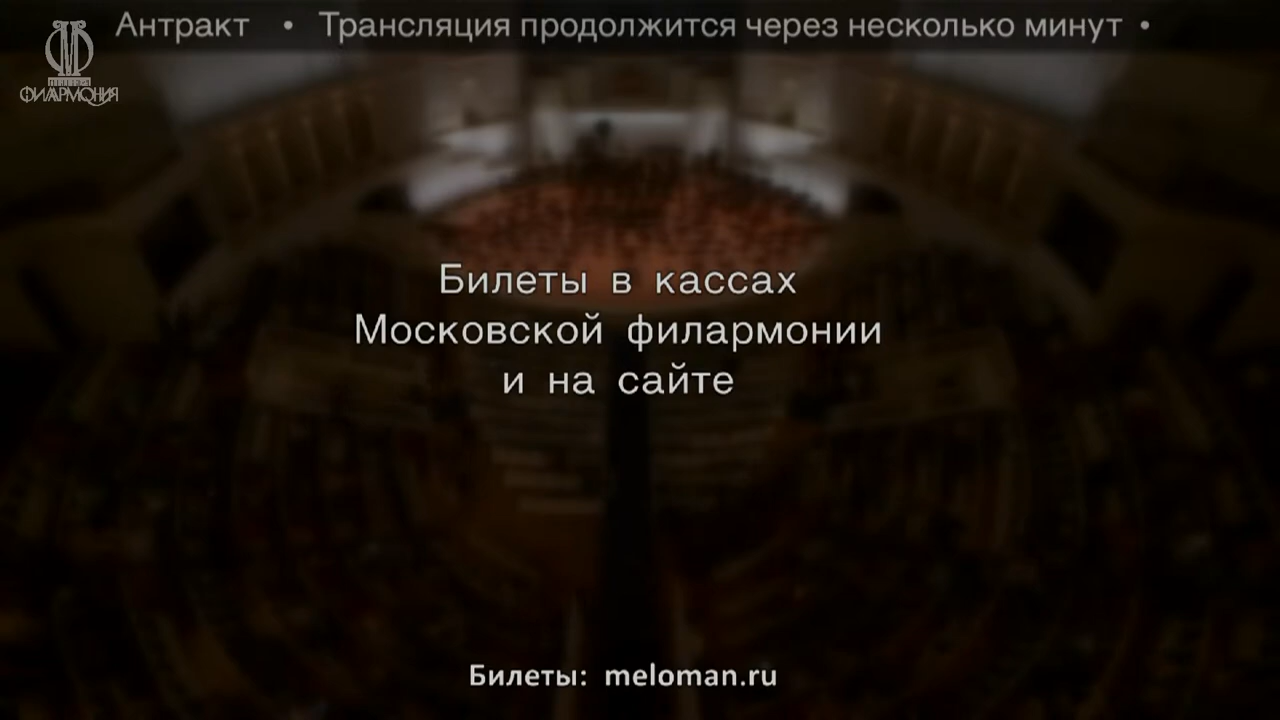 Антракт • Трансляция продолжится через несколько минут •
ФИЛАРМОНИЯ
Билеты в кассах
Московской филармонии
и на сайте
Билеты: meloman.ru